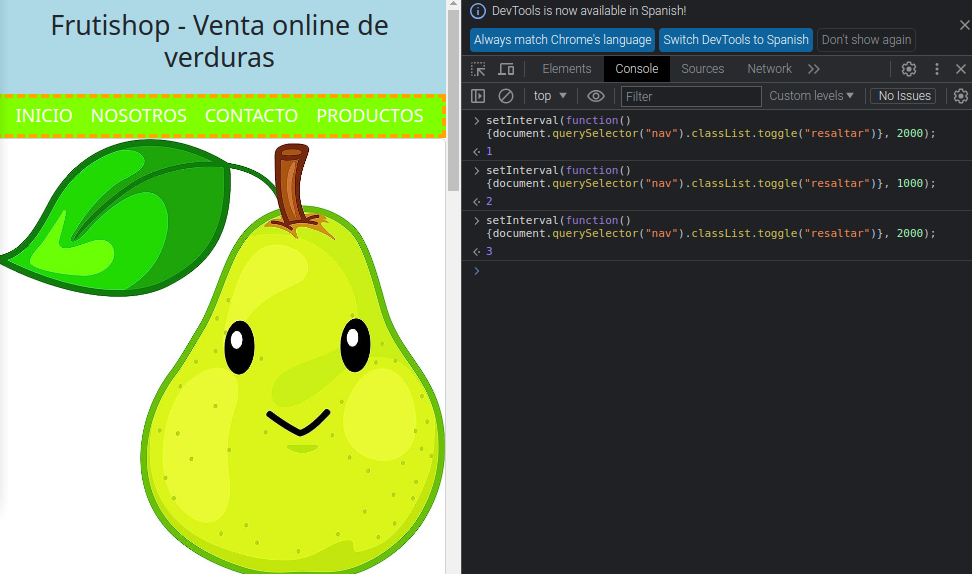 Frutishop - Venta online de
verduras
INICIO NOSOTROS CONTACTO PRODUCTOS
DevTools is now available in Spanish!
Always match Chrome's language Switch DevTools to Spanish Don't show again
Elements Console Sources Network
top Filter Custom levels No Issues
setInterval(function()
{document.querySelector("nav").classList.toggle("resaltar")}, 2000);
1
setInterval(function()
{document.querySelector("nav").classList.toggle("resaltar")}, 1000);
2
setInterval(function()
{document.querySelector("nav").classList.toggle("resaltar")}, 2000);
3